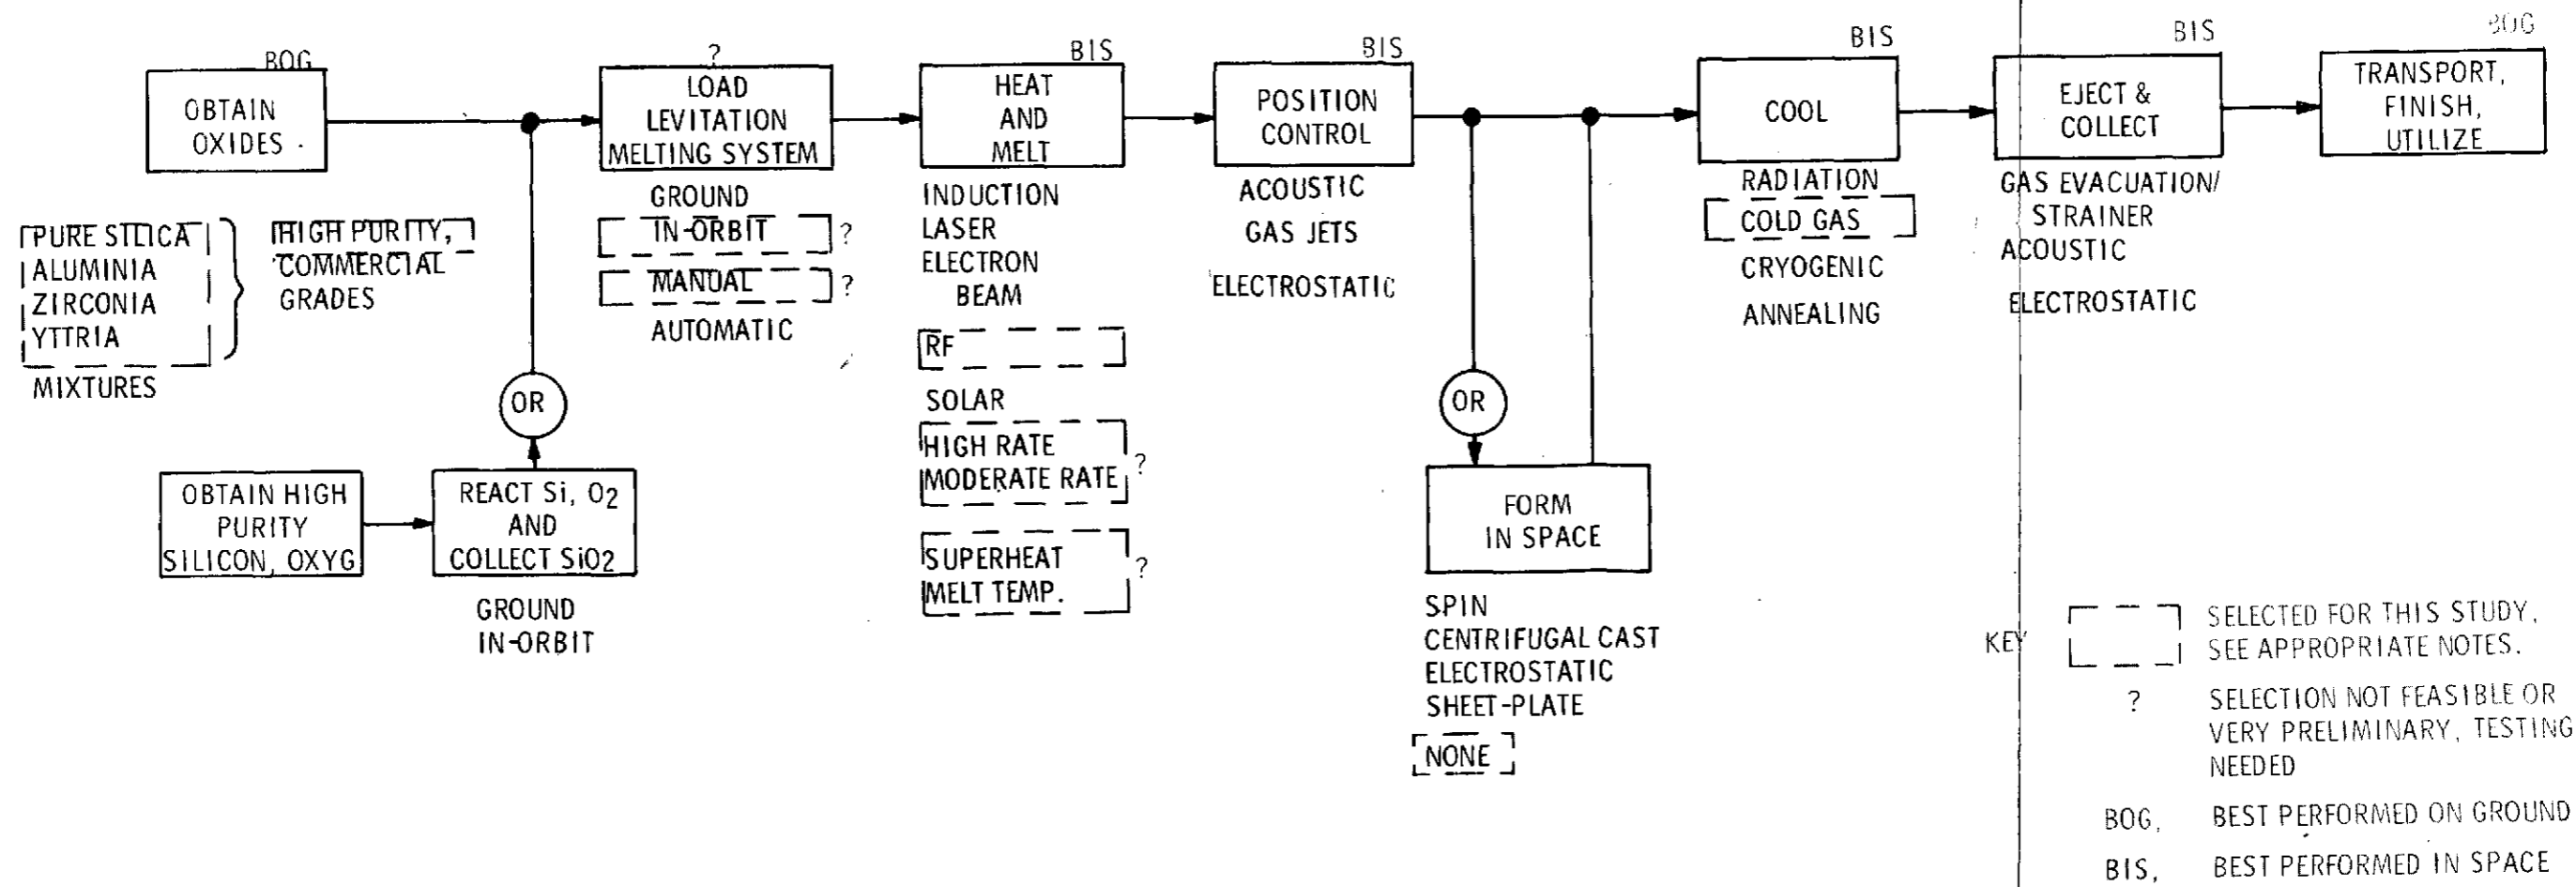 BOG
OBTAIN
OXIDES
PURE SILICA
ALUMINIA
ZIRCONIA
YTTRIA
MIXTURES
HIGH PURITY,
COMMERCIAL
GRADES
OBTAIN HIGH
PURITY
SILICON, OXYG
REACT Si, O2
AND
COLLECT SiO2
GROUND
IN-ORBIT
OR
?
LOAD
LEVITATION
MELTING SYSTEM
GROUND
IN-ORBIT ?
MANUAL ?
AUTOMATIC
BIS
HEAT
AND
MELT
INDUCTION
LASER
ELECTRON
BEAM
RF
SOLAR
HIGH RATE
MODERATE RATE
?
SUPERHEAT
MELT TEMP.
?
BIS
POSITION
CONTROL
ACOUSTIC
GAS JETS
ELECTROSTATIC
OR
FORM
IN SPACE
SPIN
CENTRIFUGAL CAST
ELECTROSTATIC
SHEET-PLATE
NONE
BIS
COOL
RADIATION
COLD GAS
CRYOGENIC
ANNEALING
BIS
EJECT &
COLLECT
GAS EVACUATION/
STRAINER
ACOUSTIC
ELECTROSTATIC
BOG
TRANSPORT,
FINISH,
UTILIZE
KEY
SELECTED FOR THIS STUDY,
SEE APPROPRIATE NOTES.
? SELECTION NOT FEASIBLE OR
VERY PRELIMINARY, TESTING
NEEDED
BOG, BEST PERFORMED ON GROUND
BIS, BEST PERFORMED IN SPACE